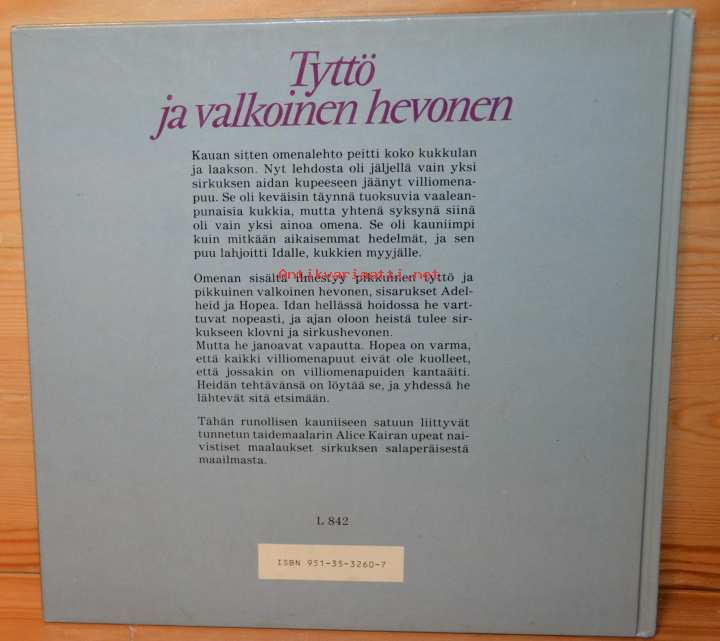 Tyttö
ja valkoinen hevonen
Kauan sitten omenalehto peitti koko kukkulan
ja laakson. Nyt lehdosta oli jäljellä vain yksi
sirkuksen aidan kupeeseen jäänyt villiomena-
puu. Se oli keväisin täynnä tuoksuvia vaalean-
punaisia kukkia, mutta yhtenä syksynä siinä
oli vain yksi ainoa omena. Se oli kauniimpi
kuin mitkään aikaisemmat hedelmät, ja sen
puu lahjoitti Idalle, kukkien myyjälle.
Antikvariaatti.net
Omenan sisältä ilmestyy pikkuinen tyttö ja
pikkuinen valkoinen hevonen, sisarukset Adel-
heid ja Hopea. Idan hellässä hoidossa he vart-
tuvat nopeasti, ja ajan oloon heistä tulee sir-
kukseen klovni ja sirkushevonen.
Mutta he janoavat vapautta. Hopea on varma,
että kaikki villiomenapuut eivät ole kuolleet,
että jossakin on villiomenapuiden kantaäiti.
Heidän tehtävänsä on löytää se, ja yhdessä he
lähtevät sitä etsimään.
Tähän runollisen kauniiseen satuun liittyvät
tunnetun taidemaalarin Alice Kairan upeat nai-
vistiset maalaukset sirkuksen salaperäisestä
maailmasta.
L 842
ISBN 951-35-3260-7